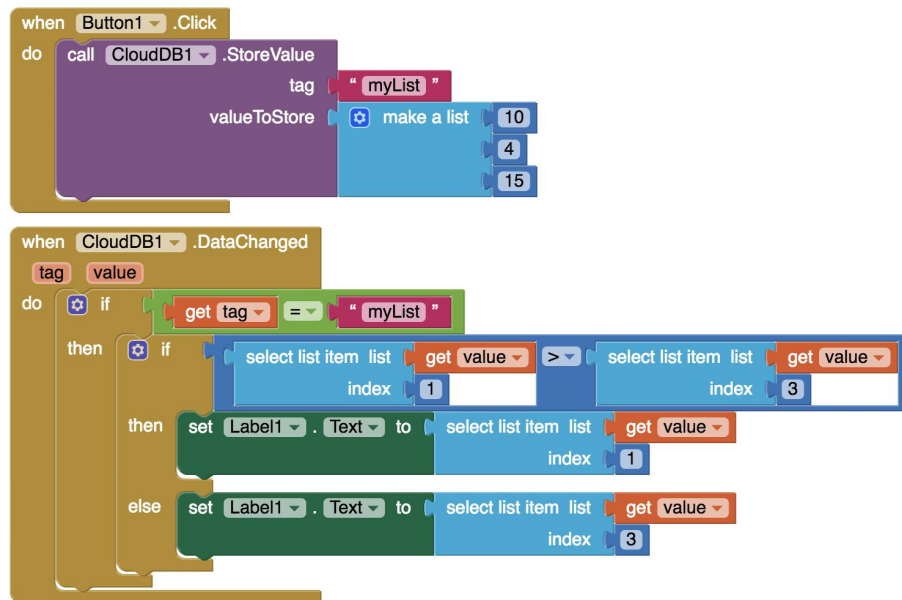 when Button1 .Click
do call CloudDB1 .StoreValue
tag " myList "
valueToStore make a list 10
4
15
when CloudDB1 .DataChanged
tag value
do if get tag = " myList "
then if select list item list get value > select list item list get value
index 1 index 3
then set Label1 . Text to select list item list get value
index 1
else set Label1 . Text to select list item list get value
index 3